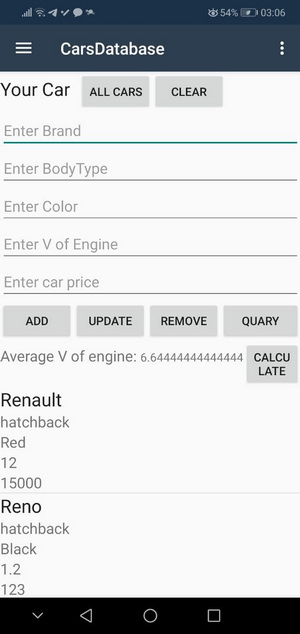 54% 03:06
CarsDatabase
Your Car ALL CARS CLEAR
Enter Brand
Enter BodyType
Enter Color
Enter V of Engine
Enter car price
ADD UPDATE REMOVE QUARY
Average V of engine: 6.64444444444444 CALCU
LATE
Renault
hatchback
Red
12
15000
Reno
hatchback
Black
1.2
123